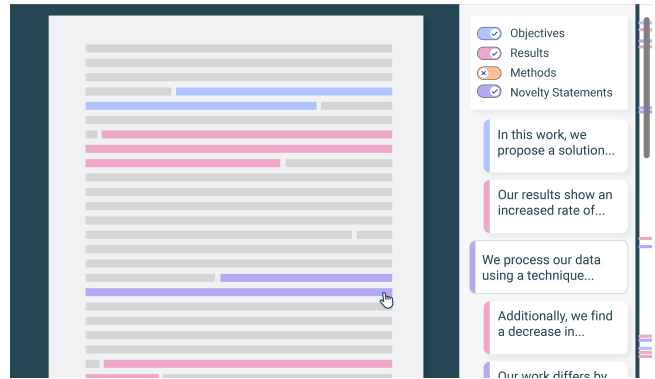 Objectives
Results
Methods
Novelty Statements
In this work, we
propose a solution...
Our results show an
increased rate of...
We process our data
using a technique...
Additionally, we find
a decrease in...
Our work differs by